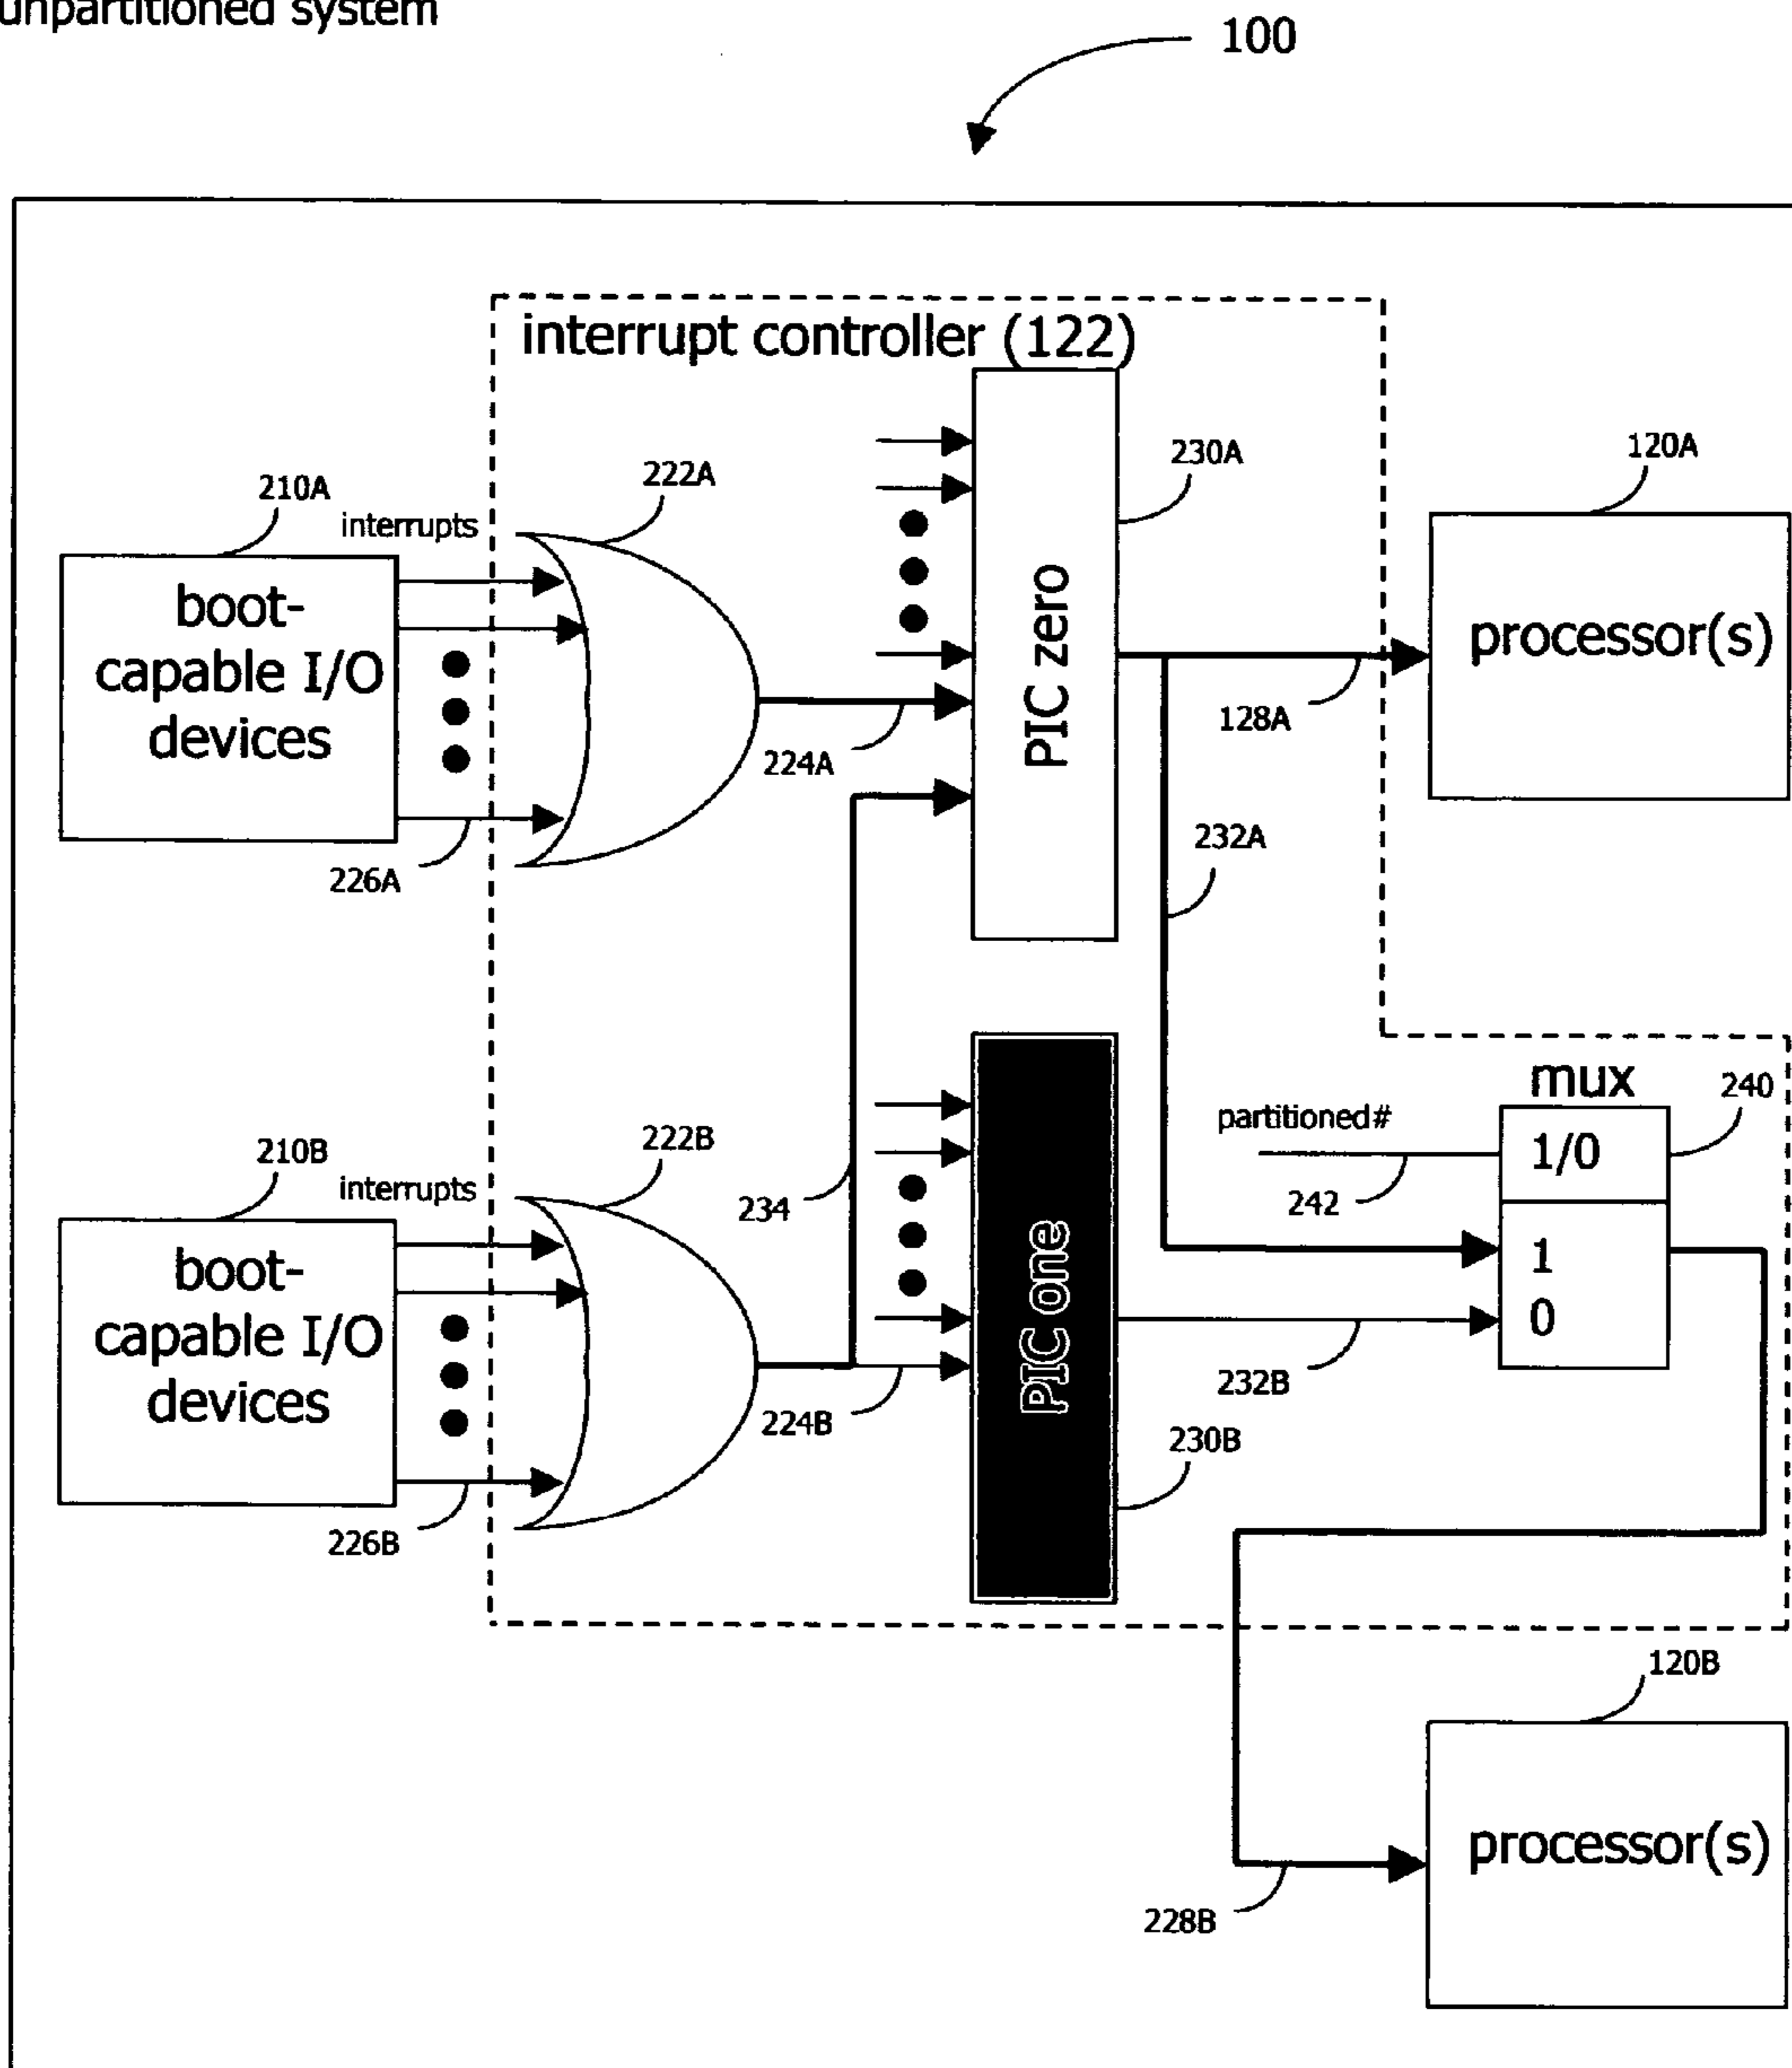 unpartitioned system
100
interrupt controller (122)
210A
interrupts
222A
230A
120A
boot-
capable I/O
devices
PIC zero
processor(s)
224A
128A
226A
232A
mux
240
partitioned#
1/0
242
210B
interrupts
222B
234
boot-
capable I/O
devices
PIC one
1
0
232B
224B
230B
226B
120B
processor(s)
228B